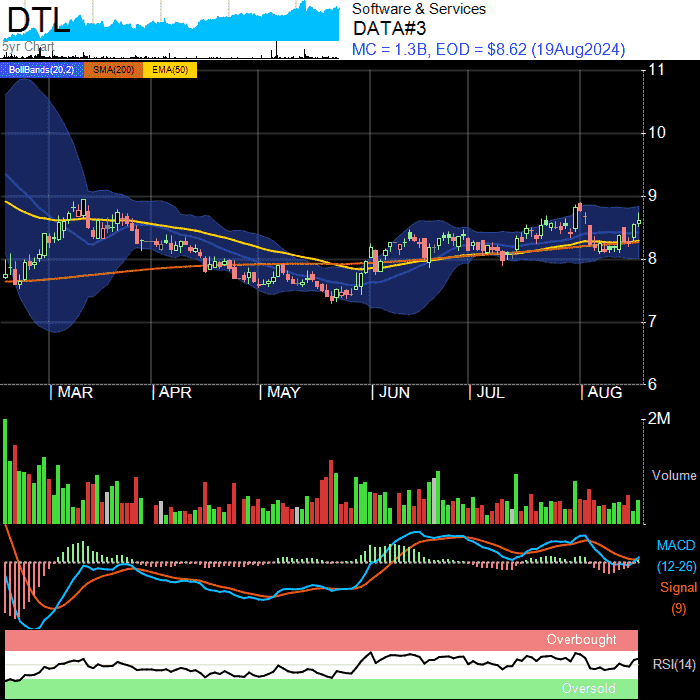 DTL
5yr Chart
Software & Services
DATA#3
MC = 1.3B, EOD = $8.62 (19Aug2024)
BollBands(20,2) SMA(200) EMA(50)
11
10
9
8
7
6
MAR APR MAY JUN JUL AUG
2M
Volume
MACD
(12-26)
Signal
(9)
Overbought
RSI(14)
Oversold